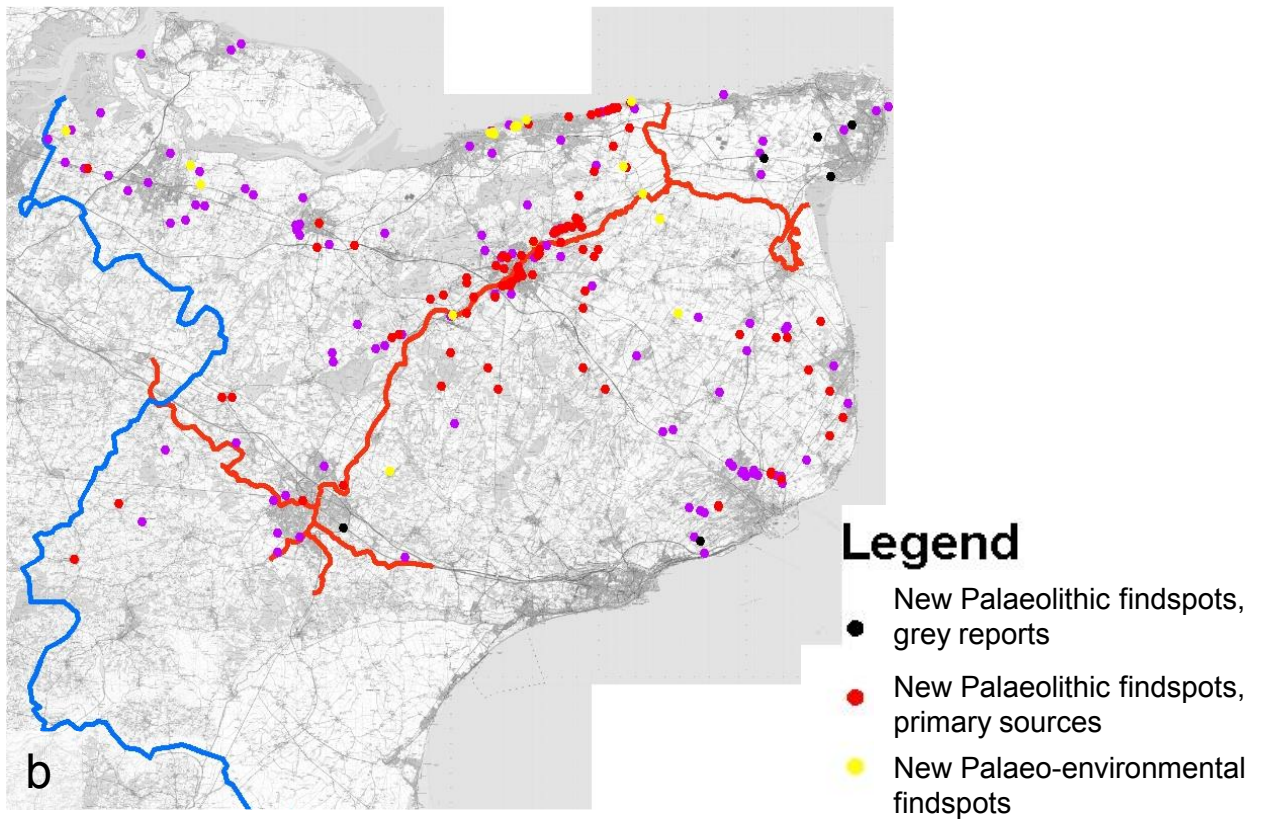 b
Legend
New Palaeolithic findspots,
grey reports
New Palaeolithic findspots,
primary sources
New Palaeo-environmental
findspots